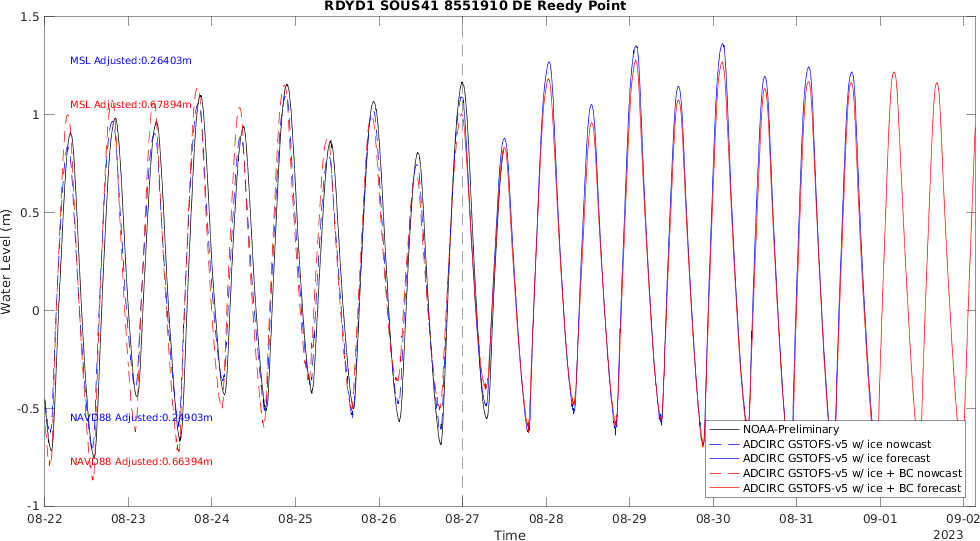 RDYD1 SOUS41 8551910 DE Reedy Point
1.5
MSL Adjusted:0.26403m
MSL Adjusted:0.67894m
1
0.5
Water Level (m)
0
-0.5
NAVD88 Adjusted:0.24903m
NOAA-Preliminary
ADCIRC GSTOFS-v5 w/ ice nowcast
ADCIRC GSTOFS-v5 w/ ice forecast
NAVD88 Adjusted:0.66394m
ADCIRC GSTOFS-v5 w/ ice + BC nowcast
ADCIRC GSTOFS-v5 w/ ice + BC forecast
-1
08-22 08-23 08-24 08-25 08-26 08-27 08-28 08-29 08-30 08-31 09-01 09-02
Time 2023